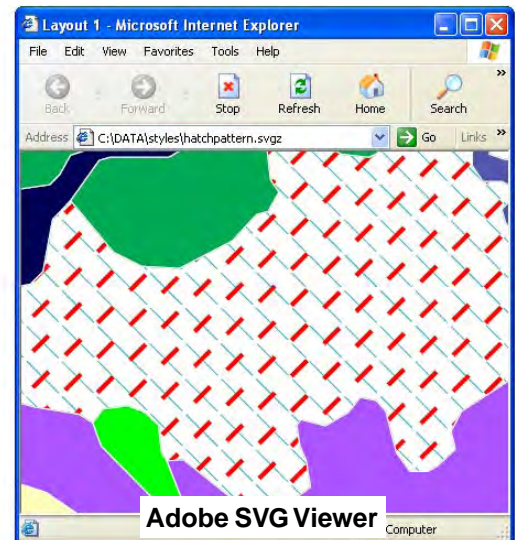 Layout 1 - Microsoft Internet Explorer
File Edit View Favorites Tools Help
Back Forward Stop Refresh Home Search »
Address C:\DATA\styles\hatchpattern.svgz Go Links »
Adobe SVG Viewer
Computer